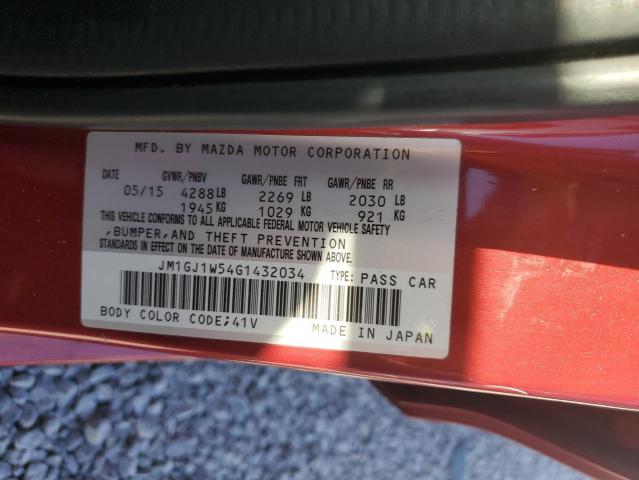 MFD. BY MAZDA MOTOR CORPORATION
DATE GVWR/PNBV GAWR/PNBE FRT GAWR/PNBE RR
05/15 4288LB 2269 LB 2030 LB
1945KG 1029 KG 921 KG
THIS VEHICLE CONFORMS TO ALL APPLICABLE FEDERAL MOTOR VEHICLE SAFETY
,BUMPER,AND THEFT PREVENTION
STANDARDS IN EFFECT ON THE DATE OF MANUFACTURE SHOWN ABOVE.
JM1GJ1W54G1432034 TYPE: PASS CAR
BODY COLOR CODE;41V MADE IN JAPAN